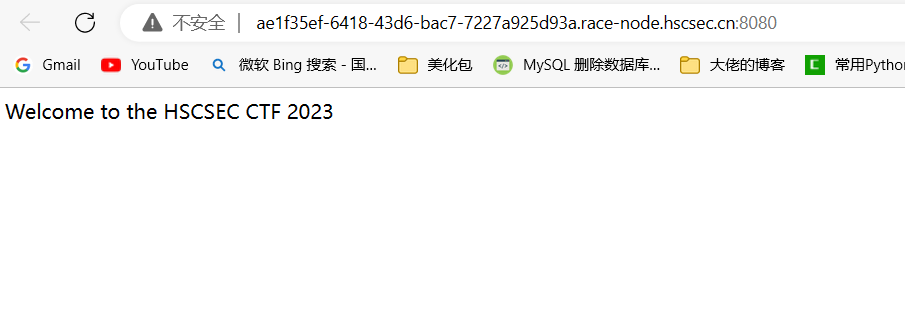 不安全 ae1f35ef-6418-43d6-bac7-7227a925d93a.race-node.hscsec.cn:8080
Gmail YouTube 微软 Bing 搜索 - 国... 美化包 MySQL 删除数据库... 大佬的博客 常用Pytho
Welcome to the HSCSEC CTF 2023